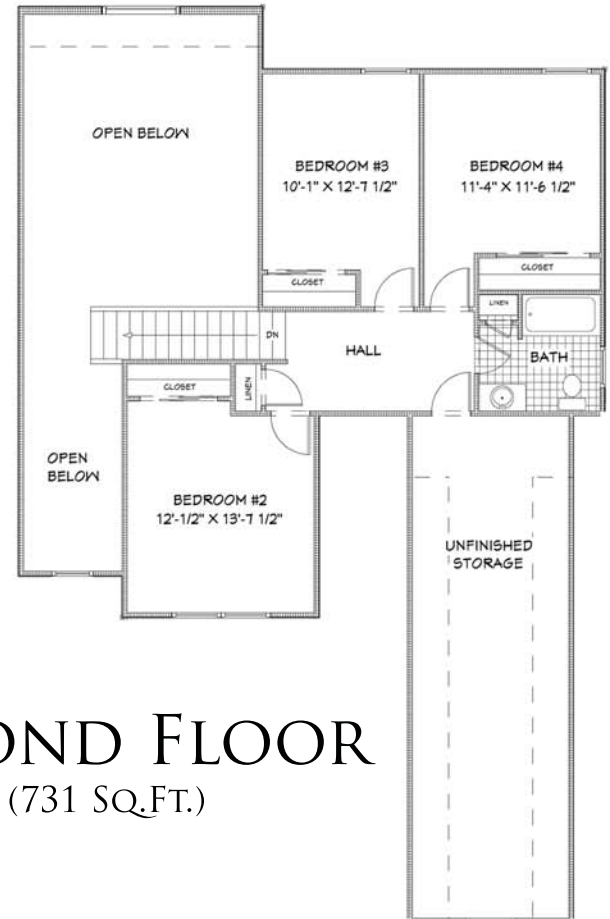 OPEN BELOW
BEDROOM #3
10'-1" X 12'-7 1/2"
BEDROOM #4
11'-4" X 11'-6 1/2"
CLOSET
CLOSET
LINEN
DN
HALL
BATH
CLOSET
LINEN
OPEN
BELOW
BEDROOM #2
12'-1/2" X 13'-7 1/2"
UNFINISHED
STORAGE
OND FLOOR
(731 SQ.FT.)